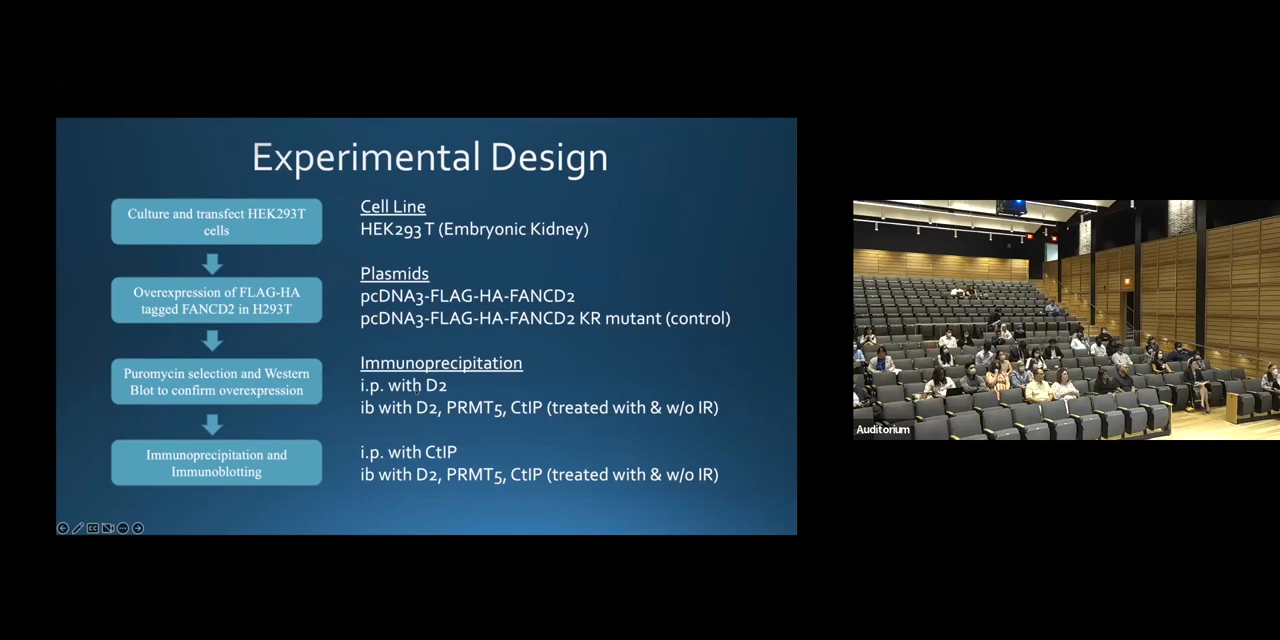 Experimental Design
Culture and transfect HEK293T
cells
Overexpression of FLAG-HA
tagged FANCD2 in H293T
Puromycin selection and Western
Blot to confirm overexpression
Immunoprecipitation and
Immunoblotting
Cell Line
HEK293 T (Embryonic Kidney)
Plasmids
pcDNA3-FLAG-HA-FANCD2
pcDNA3-FLAG-HA-FANCD2 KR mutant (control)
Immunoprecipitation
i.p. with D2
ib with D2, PRMT5, CtIP (treated with & w/o IR)
i.p. with CtIP
ib with D2, PRMT5, CtIP (treated with & w/o IR)
CC
Auditorium